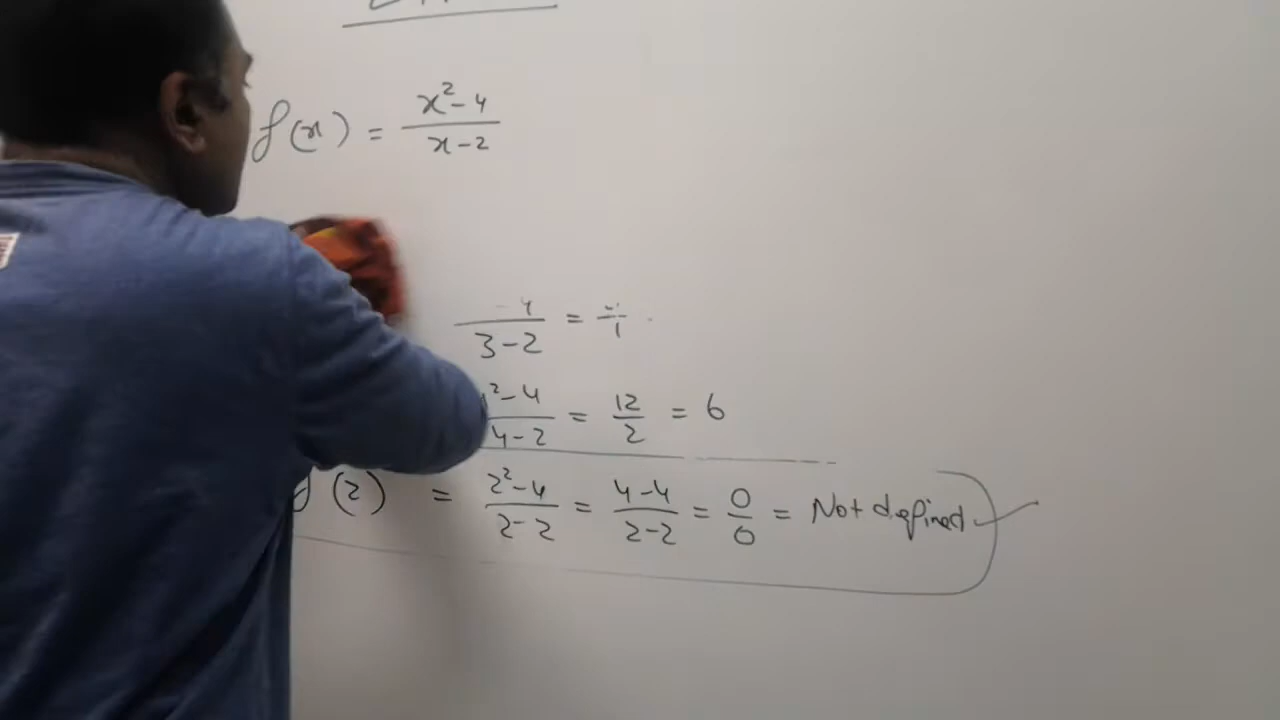 f(x) = x²-4 / x-2
-4 / 3-2 = / 1
²-4 / 4-2 = 12/2 = 6
f(2) = 2²-4 / 2-2 = 4-4 / 2-2 = 0/0 = Not defined